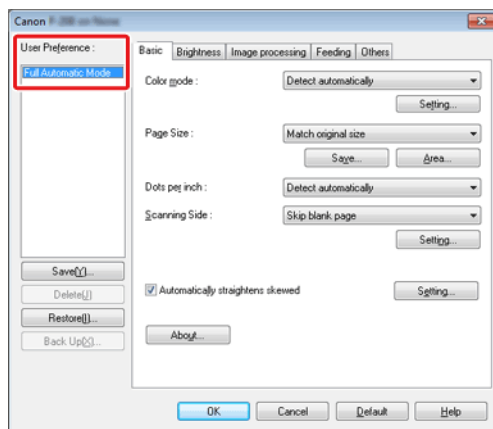 Canon
User Preference :
Full Automatic Mode
Save(Y)...
Delete(J)
Restore(I)...
Back Up(X)...
Basic Brightness Image processing Feeding Others
Color mode : Detect automatically
Setting...
Page Size : Match original size
Save... Area...
Dots per inch : Detect automatically
Scanning Side : Skip blank page
Setting...
Automatically straightens skewed Setting...
About...
OK Cancel Default Help